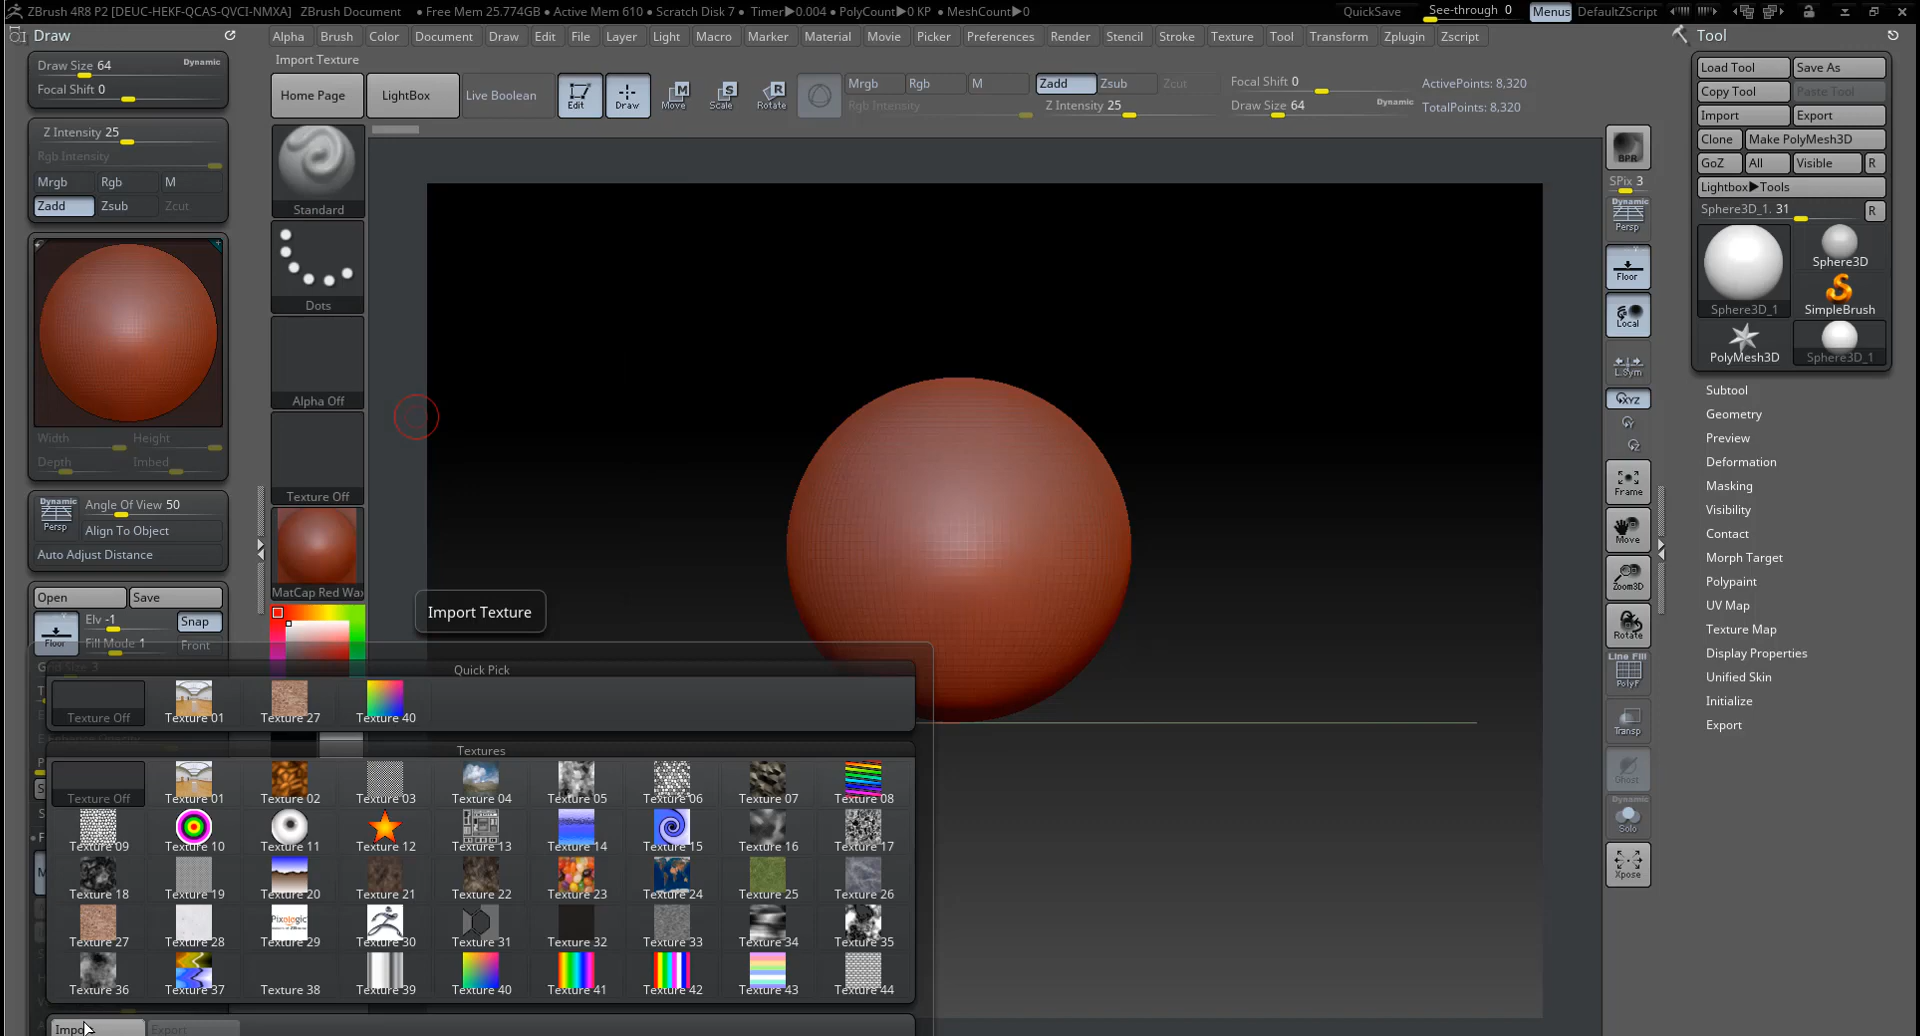 ZBrush 4R8 P2 [DEUC-HEKF-QCAS-QVCI-NMXA] ZBrush Document • Free Mem 25.774GB • Active Mem 610 • Scratch Disk 7 • Timer▶0.004 • PolyCount▶0 KP • MeshCount▶0 QuickSave See-through 0 Menus DefaultZScript
Draw
Alpha Brush Color Document Draw Edit File Layer Light Macro Marker Material Movie Picker Preferences Render Stencil Stroke Texture Tool Transform Zplugin Zscript
Tool
Import Texture
Draw Size 64 Dynamic
Focal Shift 0
Home Page LightBox Live Boolean Edit Draw Move Scale Rotate
Mrgb Rgb M Zadd Zsub Zcut Focal Shift 0 ActivePoints: 8,320
Rgb Intensity Z Intensity 25 Draw Size 64 Dynamic TotalPoints: 8,320
Load Tool Save As
Copy Tool Paste Tool
Import Export
Clone Make PolyMesh3D
GoZ All Visible R
Lightbox▶Tools
Sphere3D_1. 31 R
Sphere3D_1 Sphere3D
SimpleBrush
PolyMesh3D Sphere3D_1
Z Intensity 25
Rgb Intensity
Mrgb Rgb M
Zadd Zsub Zcut
Width Height
Depth Imbed
Dynamic
Persp
Angle Of View 50
Align To Object
Auto Adjust Distance
Open Save
Floor
Elv -1 Snap
Fill Mode 1 Front
Standard
Dots
Alpha Off
Texture Off
MatCap Red Wax
Import Texture
BPR
SPix 3
Dynamic
Persp
Floor
Local
L.Sym
XYZ
Frame
Move
Zoom3D
Rotate
Line Fill
PolyF
Transp
Ghost
Dynamic
Solo
Xpose
Subtool
Geometry
Preview
Deformation
Masking
Visibility
Contact
Morph Target
Polypaint
UV Map
Texture Map
Display Properties
Unified Skin
Initialize
Export
Quick Pick
Texture Off Texture 01 Texture 27 Texture 40
Textures
Texture Off Texture 01 Texture 02 Texture 03 Texture 04 Texture 05 Texture 06 Texture 07 Texture 08
Texture 09 Texture 10 Texture 11 Texture 12 Texture 13 Texture 14 Texture 15 Texture 16 Texture 17
Texture 18 Texture 19 Texture 20 Texture 21 Texture 22 Texture 23 Texture 24 Texture 25 Texture 26
Pixologic
Texture 27 Texture 28 Texture 29 Texture 30 Texture 31 Texture 32 Texture 33 Texture 34 Texture 35
Texture 36 Texture 37 Texture 38 Texture 39 Texture 40 Texture 41 Texture 42 Texture 43 Texture 44
Export